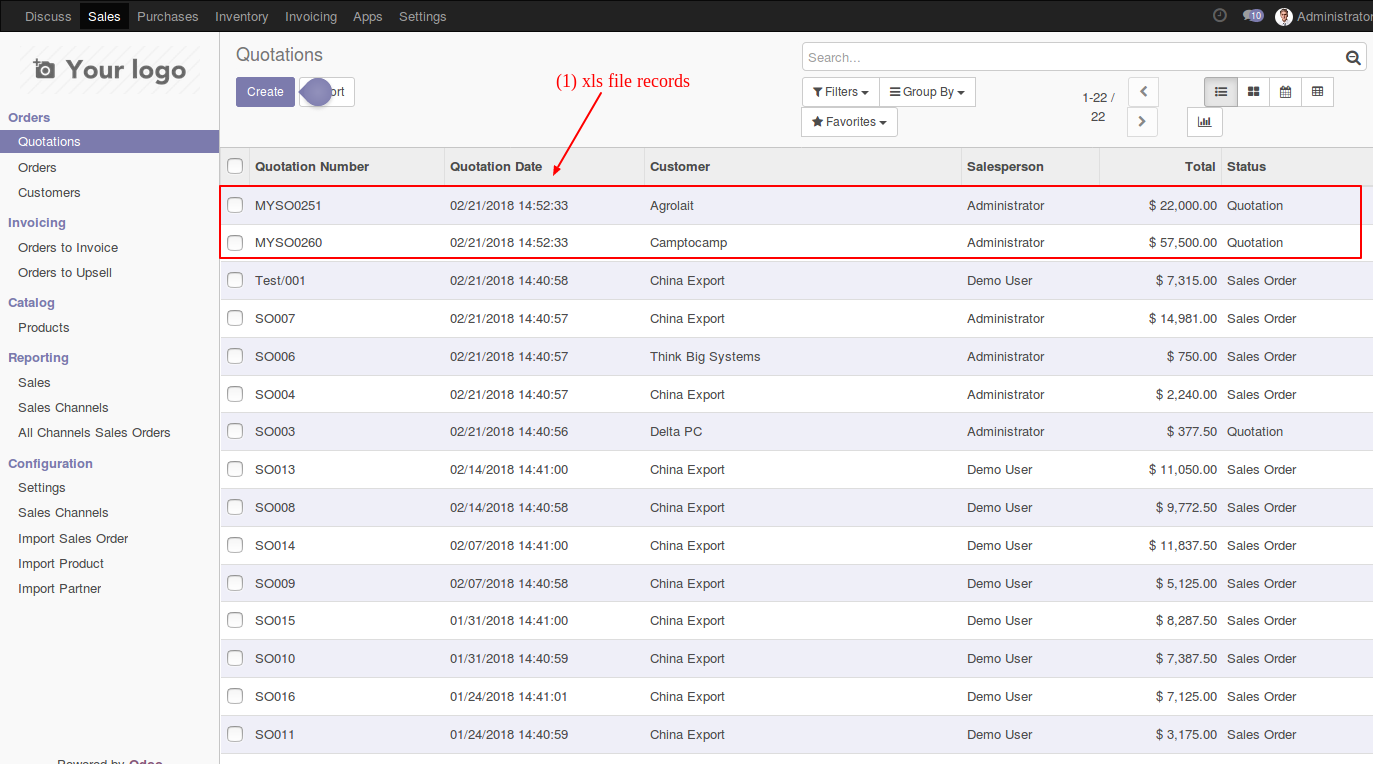 Discuss Sales Purchases Inventory Invoicing Apps Settings 10 Administrator
Your logo
Orders
Quotations
Orders
Customers
Invoicing
Orders to Invoice
Orders to Upsell
Catalog
Products
Reporting
Sales
Sales Channels
All Channels Sales Orders
Configuration
Settings
Sales Channels
Import Sales Order
Import Product
Import Partner
Powered by Odoo
Quotations
Search...
Create ort
(1) xls file records
Filters Group By
Favorites
1-22 /
22
Quotation Number Quotation Date Customer Salesperson Total Status
MYSO0251 02/21/2018 14:52:33 Agrolait Administrator $ 22,000.00 Quotation
MYSO0260 02/21/2018 14:52:33 Camptocamp Administrator $ 57,500.00 Quotation
Test/001 02/21/2018 14:40:58 China Export Demo User $ 7,315.00 Sales Order
SO007 02/21/2018 14:40:57 China Export Administrator $ 14,981.00 Sales Order
SO006 02/21/2018 14:40:57 Think Big Systems Administrator $ 750.00 Sales Order
SO004 02/21/2018 14:40:57 China Export Administrator $ 2,240.00 Sales Order
SO003 02/21/2018 14:40:56 Delta PC Administrator $ 377.50 Quotation
SO013 02/14/2018 14:41:00 China Export Demo User $ 11,050.00 Sales Order
SO008 02/14/2018 14:40:58 China Export Demo User $ 9,772.50 Sales Order
SO014 02/07/2018 14:41:00 China Export Demo User $ 11,837.50 Sales Order
SO009 02/07/2018 14:40:58 China Export Demo User $ 5,125.00 Sales Order
SO015 01/31/2018 14:41:00 China Export Demo User $ 8,287.50 Sales Order
SO010 01/31/2018 14:40:59 China Export Demo User $ 7,387.50 Sales Order
SO016 01/24/2018 14:41:01 China Export Demo User $ 7,125.00 Sales Order
SO011 01/24/2018 14:40:59 China Export Demo User $ 3,175.00 Sales Order